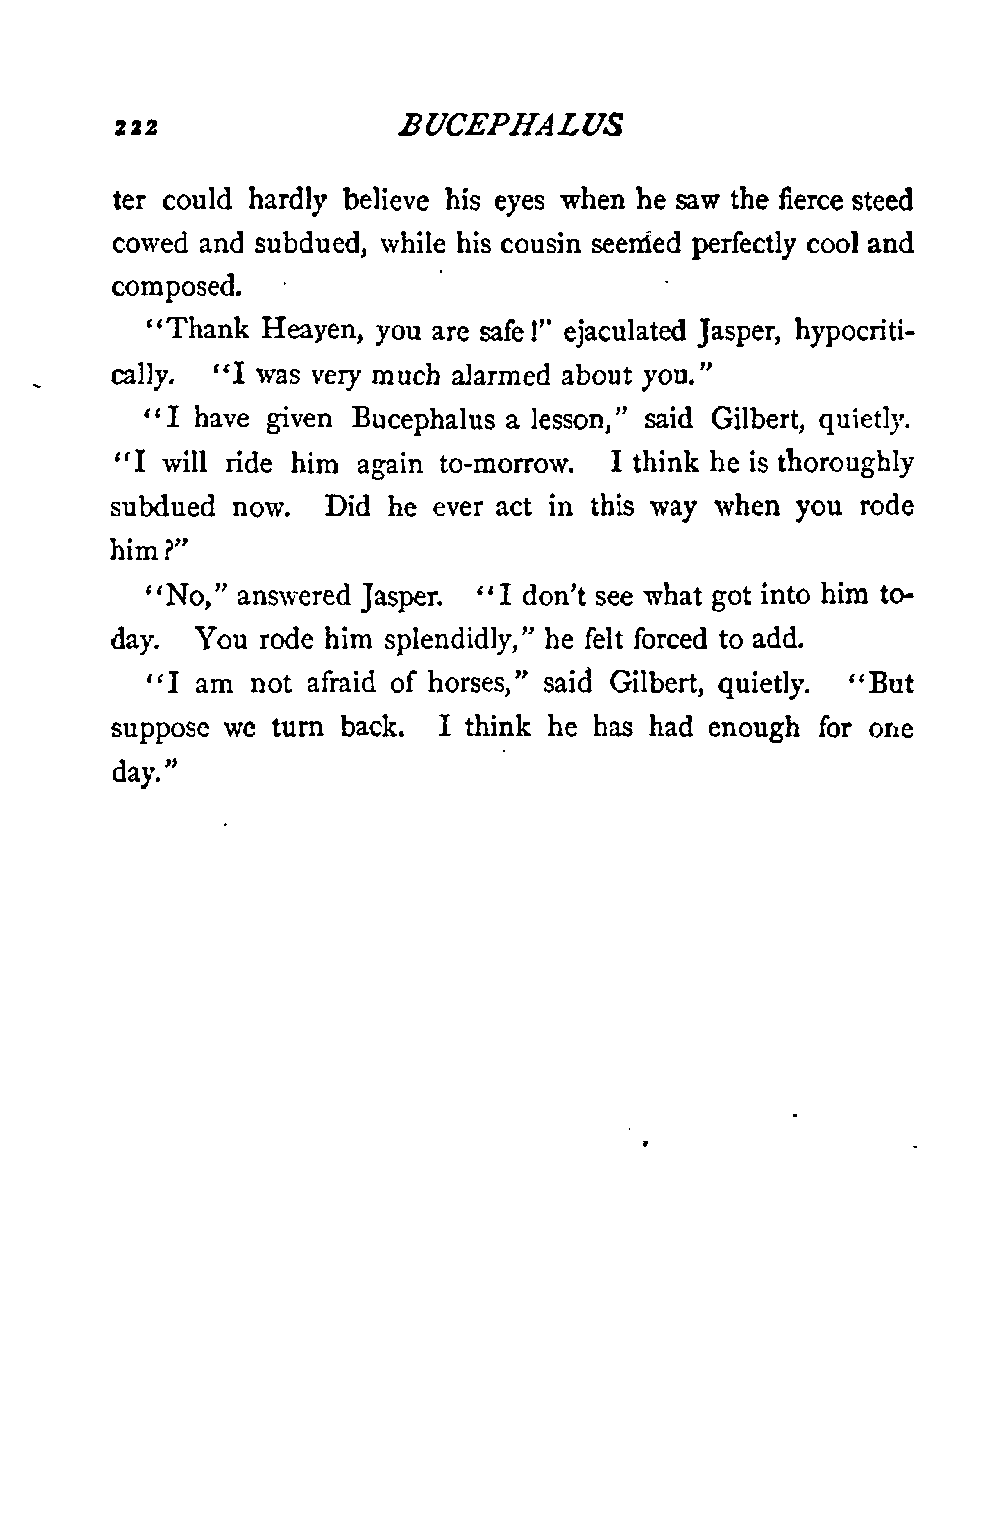 222 BUCEPHALUS
ter could hardly believe his eyes when he saw the fierce steed
cowed and subdued, while his cousin seemed perfectly cool and
composed.
"Thank Heayen, you are safe!" ejaculated Jasper, hypocriti-
cally. "I was very much alarmed about you."
"I have given Bucephalus a lesson," said Gilbert, quietly.
"I will ride him again to-morrow. I think he is thoroughly
subdued now. Did he ever act in this way when you rode
him?"
"No," answered Jasper. "I don't see what got into him to-
day. You rode him splendidly," he felt forced to add.
"I am not afraid of horses," said Gilbert, quietly. "But
suppose we turn back. I think he has had enough for one
day."